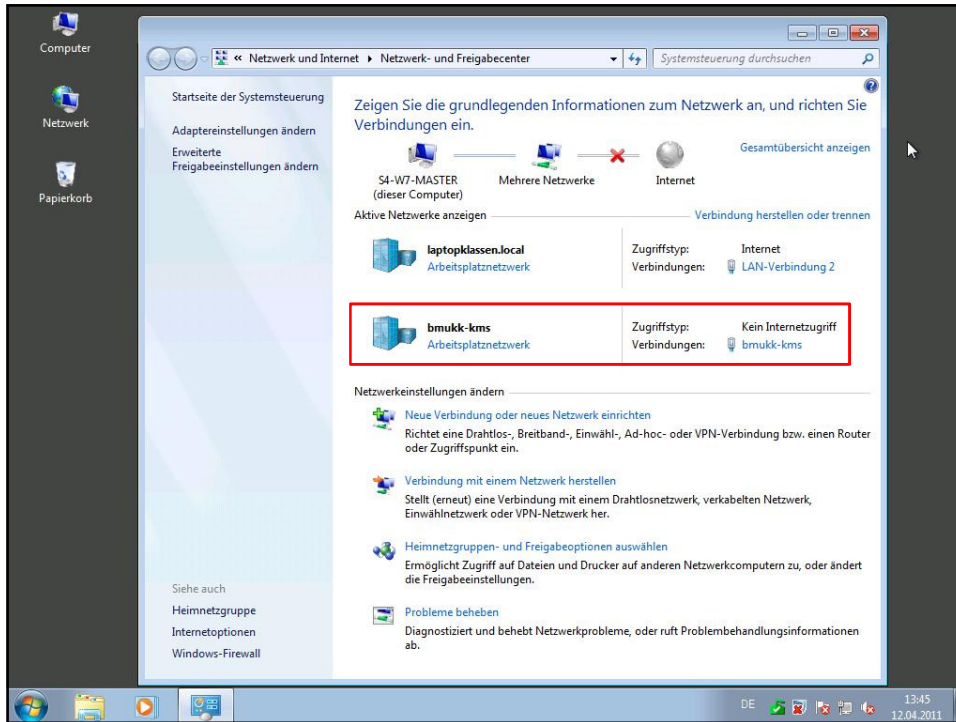 Computer
Netzwerk
Papierkorb
« Netzwerk und Internet ▸ Netzwerk- und Freigabecenter
Systemsteuerung durchsuchen
Startseite der Systemsteuerung
Adaptereinstellungen ändern
Erweiterte
Freigabeeinstellungen ändern
Zeigen Sie die grundlegenden Informationen zum Netzwerk an, und richten Sie
Verbindungen ein.
Gesamtübersicht anzeigen
S4-W7-MASTER
(dieser Computer)
Mehrere Netzwerke
Internet
Aktive Netzwerke anzeigen
Verbindung herstellen oder trennen
laptopklassen.local
Arbeitsplatznetzwerk
Zugriffstyp: Internet
Verbindungen: LAN-Verbindung 2
bmukk-kms
Arbeitsplatznetzwerk
Zugriffstyp: Kein Internetzugriff
Verbindungen: bmukk-kms
Netzwerkeinstellungen ändern
Neue Verbindung oder neues Netzwerk einrichten
Richtet eine Drahtlos-, Breitband-, Einwähl-, Ad-hoc- oder VPN-Verbindung bzw. einen Router
oder Zugriffspunkt ein.
Verbindung mit einem Netzwerk herstellen
Stellt (erneut) eine Verbindung mit einem Drahtlosnetzwerk, verkabelten Netzwerk,
Einwählnetzwerk oder VPN-Netzwerk her.
Heimnetzgruppen- und Freigabeoptionen auswählen
Ermöglicht Zugriff auf Dateien und Drucker auf anderen Netzwerkcomputern zu, oder ändert
die Freigabeeinstellungen.
Probleme beheben
Diagnostiziert und behebt Netzwerkprobleme, oder ruft Problembehandlungsinformationen
ab.
Siehe auch
Heimnetzgruppe
Internetoptionen
Windows-Firewall
DE
13:45
12.04.2011